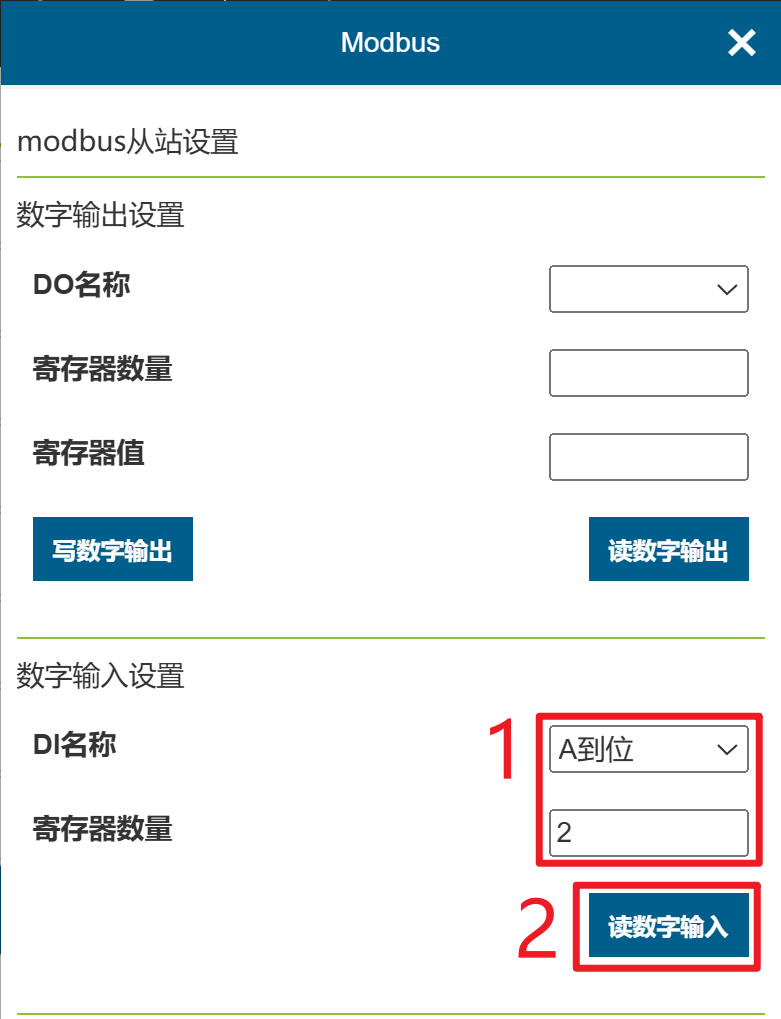 Modbus
modbus从站设置
数字输出设置
DO名称
寄存器数量
寄存器值
写数字输出 读数字输出
数字输入设置
DI名称 1 A到位
寄存器数量 2
2 读数字输入